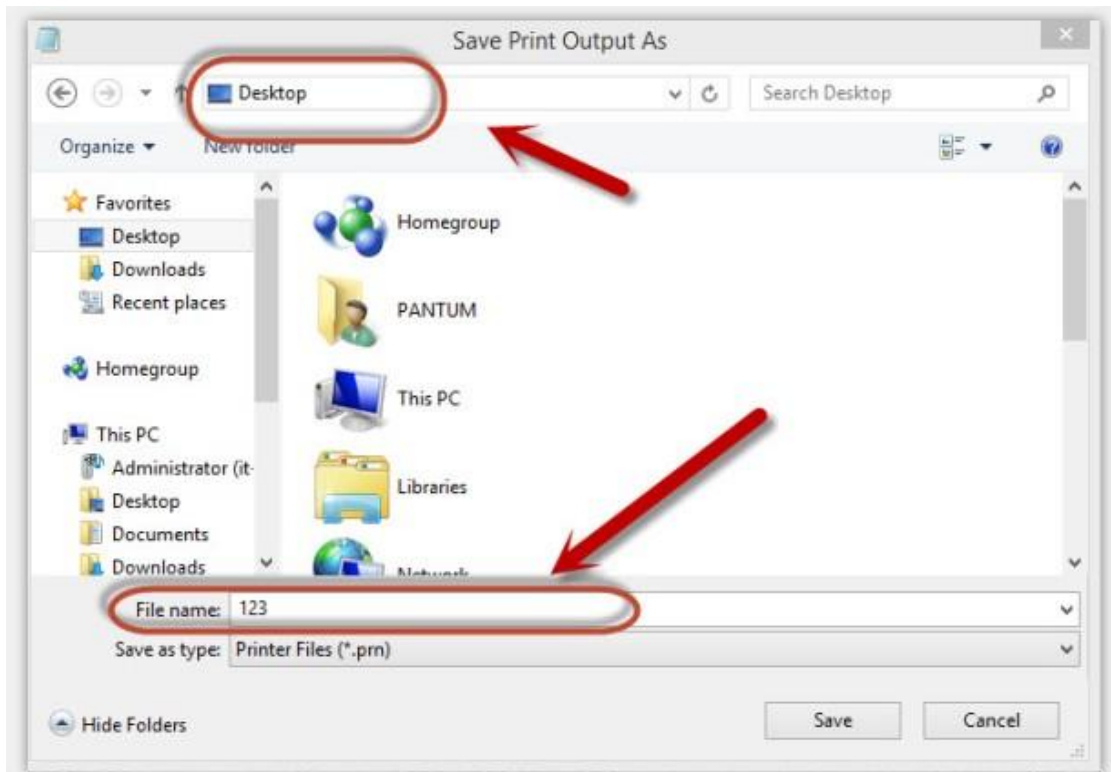 Save Print Output As
Desktop
Search Desktop
Organize
New folder
Favorites
Desktop
Downloads
Recent places
Homegroup
This PC
Administrator (it-
Desktop
Documents
Downloads
Homegroup
PANTUM
This PC
Libraries
Network
File name: 123
Save as type: Printer Files (*.prn)
Hide Folders
Save
Cancel